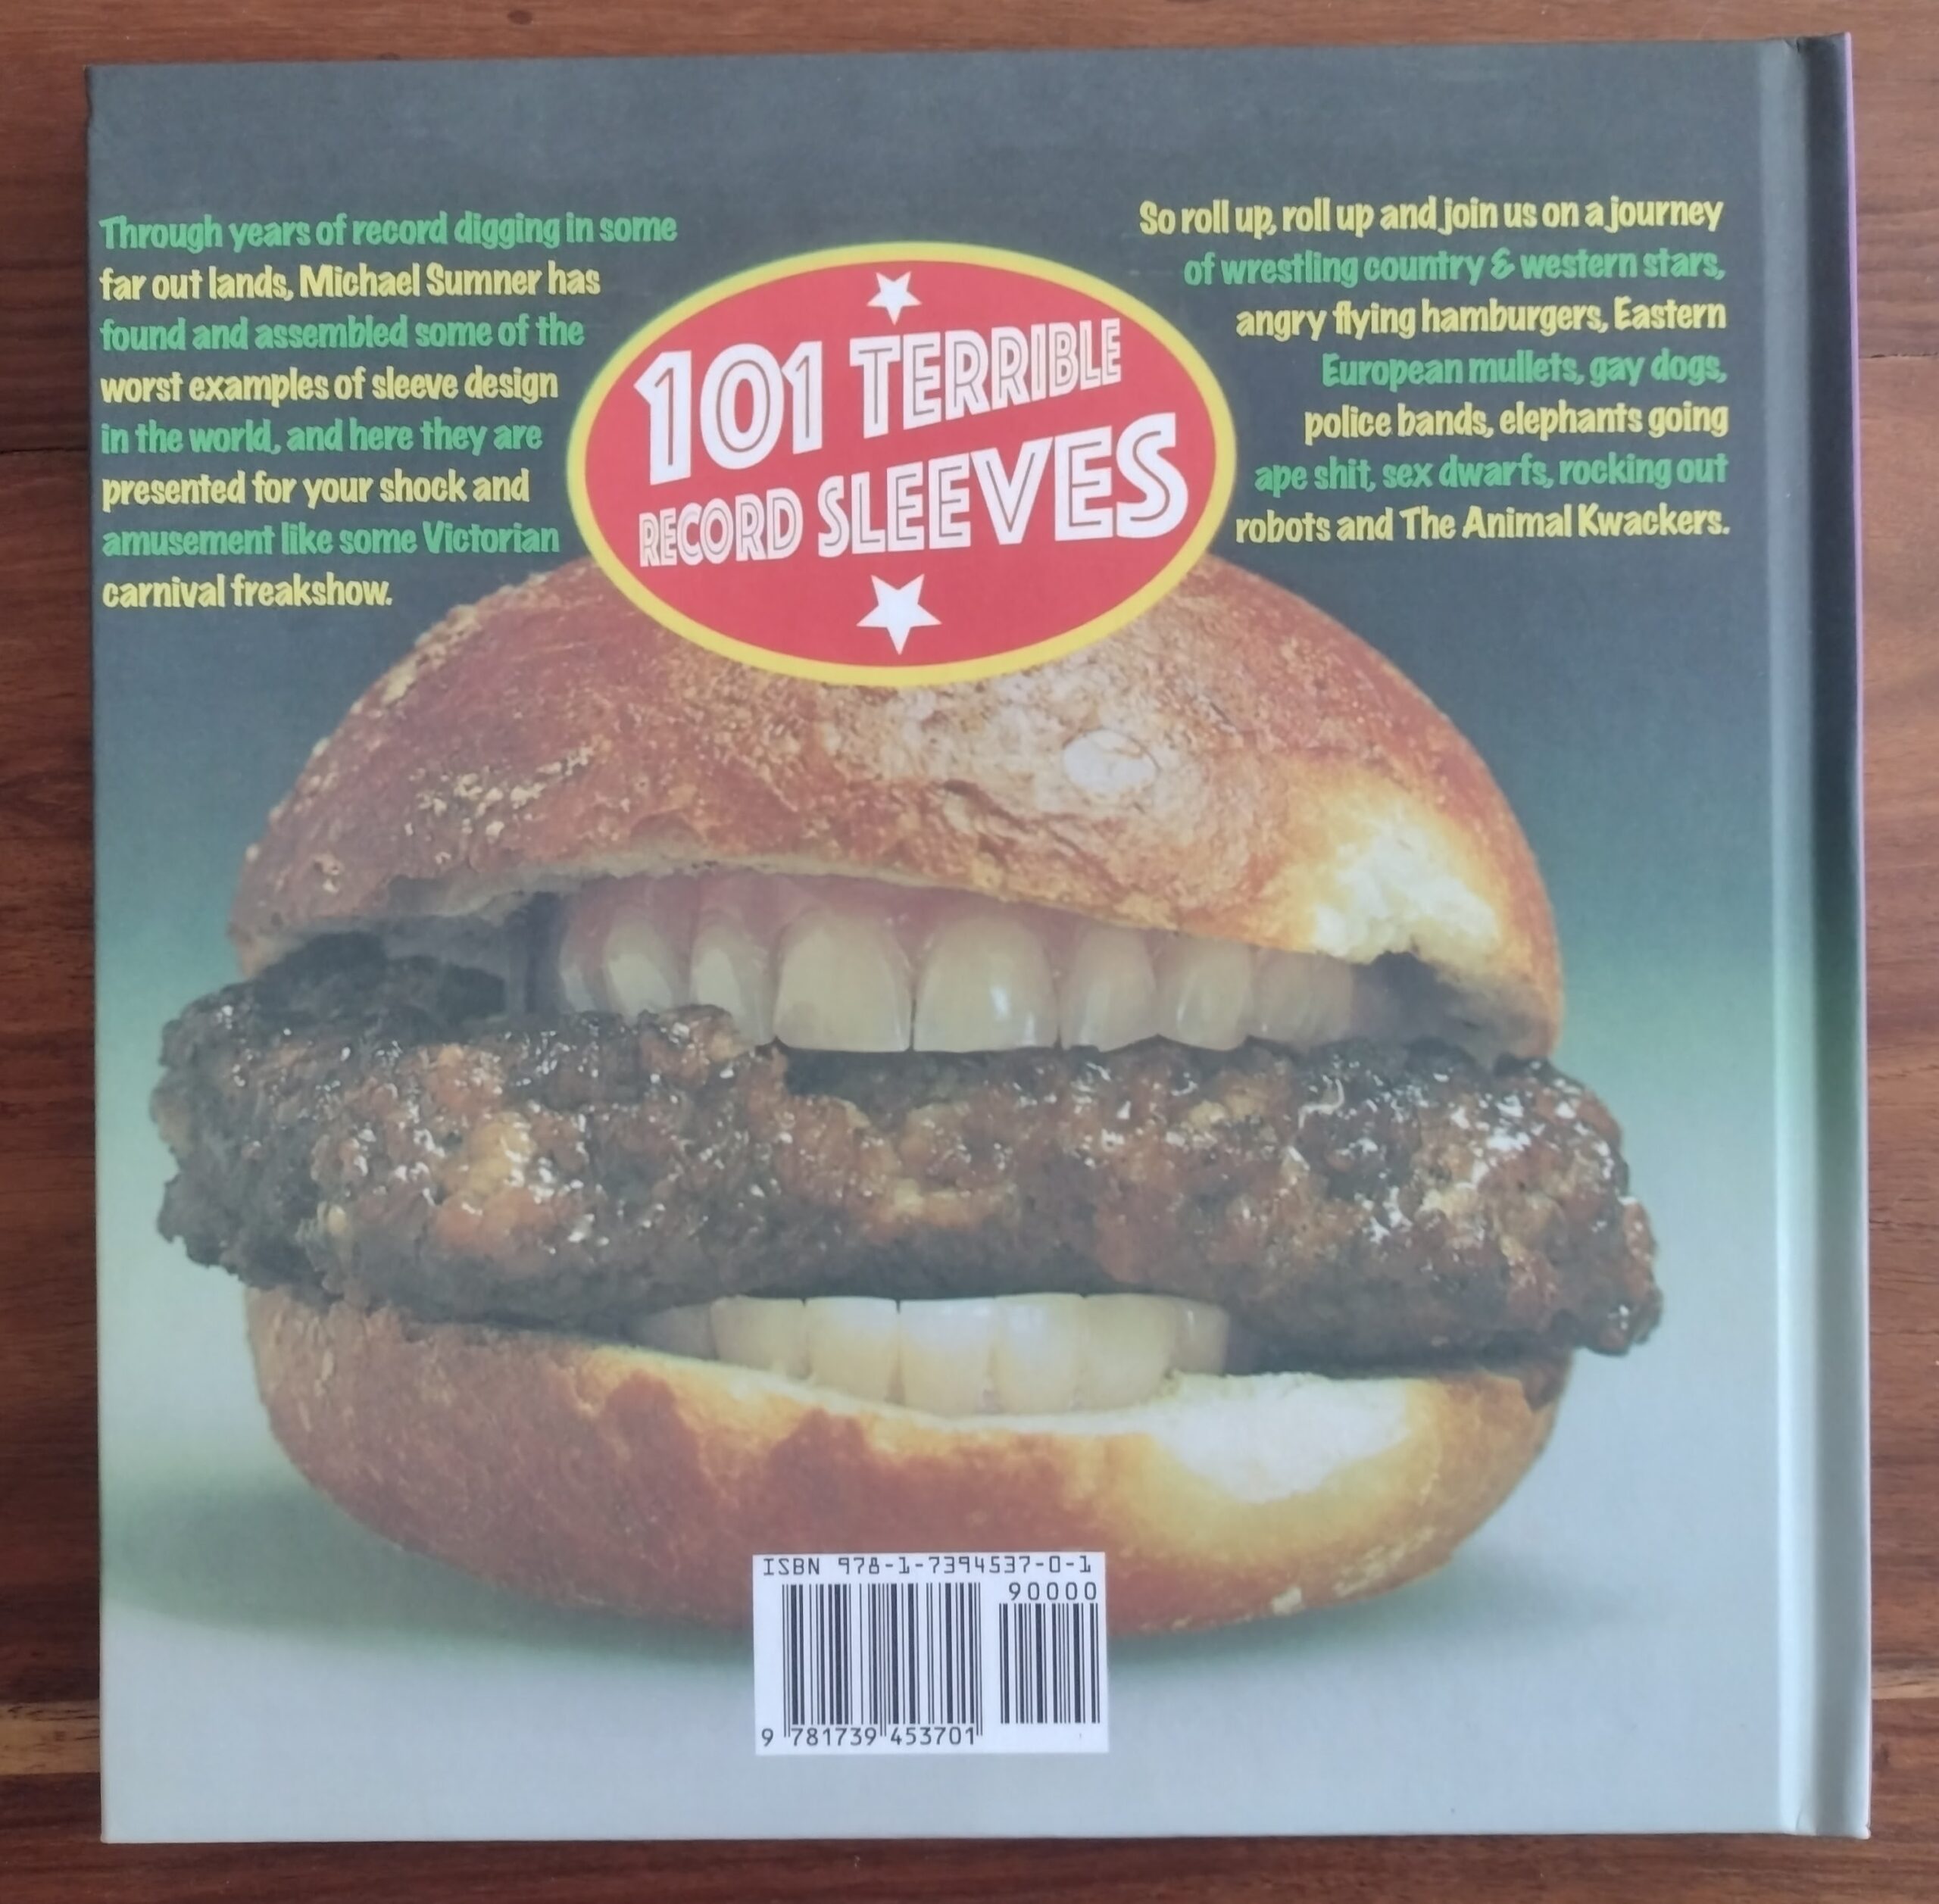 Through years of record digging in some
far out lands, Michael Sumner has
found and assembled some of the
worst examples of sleeve design
in the world, and here they are
presented for your shock and
amusement like some Victorian
carnival freakshow.
101 TERRIBLE
RECORD SLEEVES
So roll up, roll up and join us on a journey
of wrestling country & western stars,
angry flying hamburgers, Eastern
European mullets, gay dogs,
police bands, elephants going
ape shit, sex dwarfs, rocking out
robots and The Animal Kwackers.
ISBN 978-1-7394537-0-1
90000
9 781739 453701